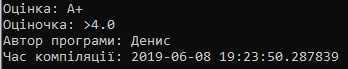 Оцінка: A+
Оціночка: >4.0
Автор програми: Денис
Час компіляції: 2019-06-08 19:23:50.287839